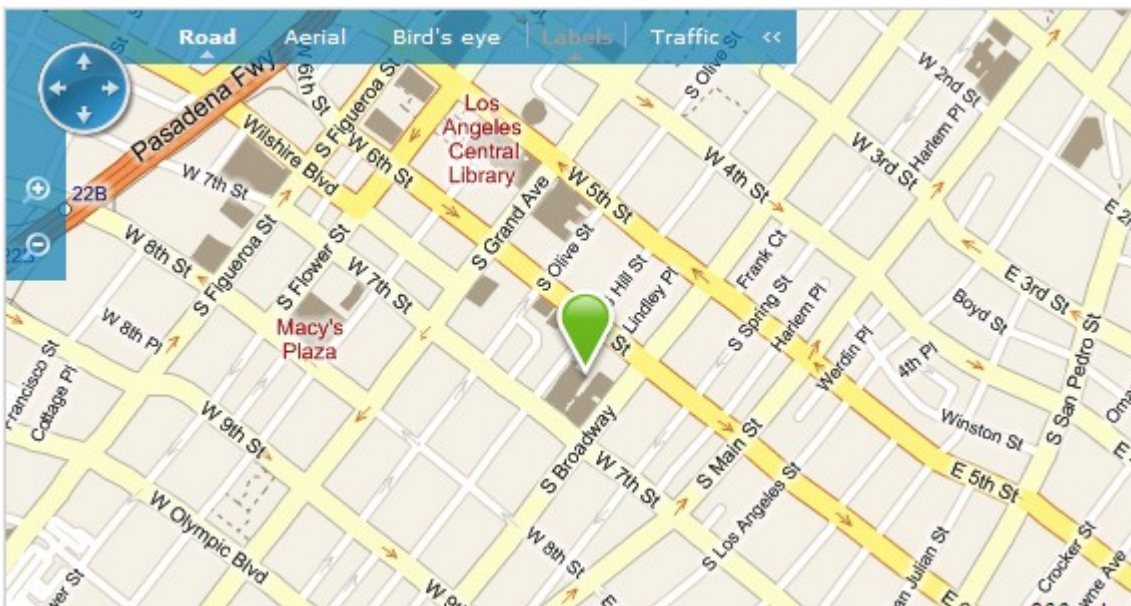 Road Aerial Bird's eye Labels Traffic <<
Pasadena Fwy
W 6th St
S Figueroa St
S Olive St
W 2nd St
Harlem Pl
Wilshire Blvd
W 6th St
Los
Angeles
Central
Library
W 5th St
W 4th St
W 3rd St
W 7th St
22B
S Grand Ave
S Olive St
Hill St
Lindley Pl
Frank Ct
E 3rd St
W 8th St
S Figueroa St
S Flower St
W 7th St
S Spring St
Harlem Pl
Boyd St
W 8th Pl
Macy's
Plaza
St
Werdin Pl
4th Pl
S San Pedro St
Francisco St
Cottage Pl
W 9th St
S Broadway
S Main St
Winston St
E 5th St
W 7th St
W Olympic Blvd
W 8th St
S Los Angeles St
Crocker St